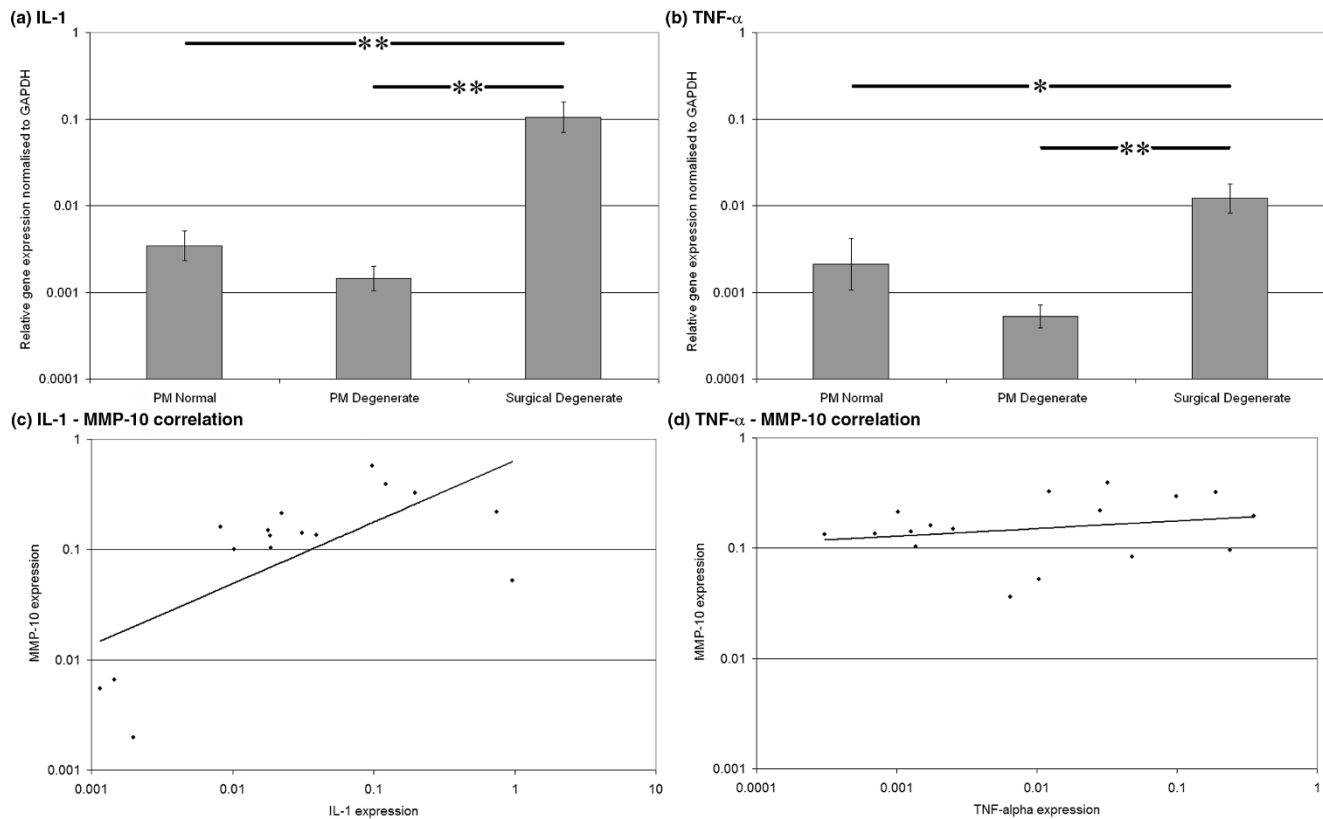 (a) IL-1
Relative gene expression normalised to GAPDH
1
0.1
0.01
0.001
0.0001
**
**
PM Normal
PM Degenerate
Surgical Degenerate
(b) TNF-α
Relative gene expression normalised to GAPDH
1
0.1
0.01
0.001
0.0001
*
**
PM Normal
PM Degenerate
Surgical Degenerate
(c) IL-1 - MMP-10 correlation
MMP-10 expression
1
0.1
0.01
0.001
0.001
0.01
0.1
1
10
IL-1 expression
(d) TNF-α - MMP-10 correlation
MMP-10 expression
1
0.1
0.01
0.001
0.0001
0.001
0.01
0.1
1
TNF-alpha expression